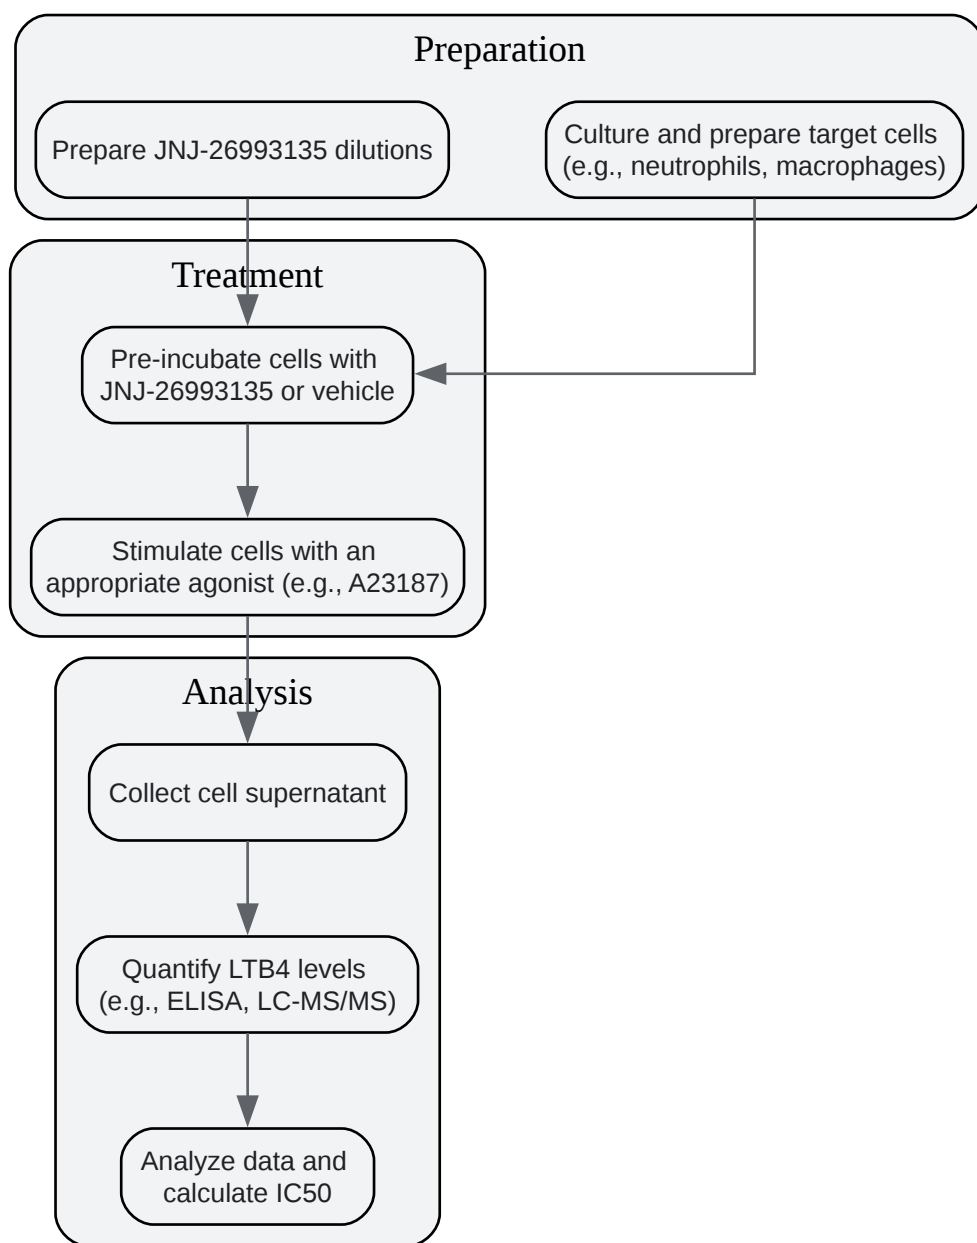 Preparation
Prepare JNJ-26993135 dilutions
Culture and prepare target cells
(e.g., neutrophils, macrophages)
Treatment
Pre-incubate cells with
JNJ-26993135 or vehicle
Stimulate cells with an
appropriate agonist (e.g., A23187)
Analysis
Collect cell supernatant
Quantify LTB4 levels
(e.g., ELISA, LC-MS/MS)
Analyze data and
calculate IC50